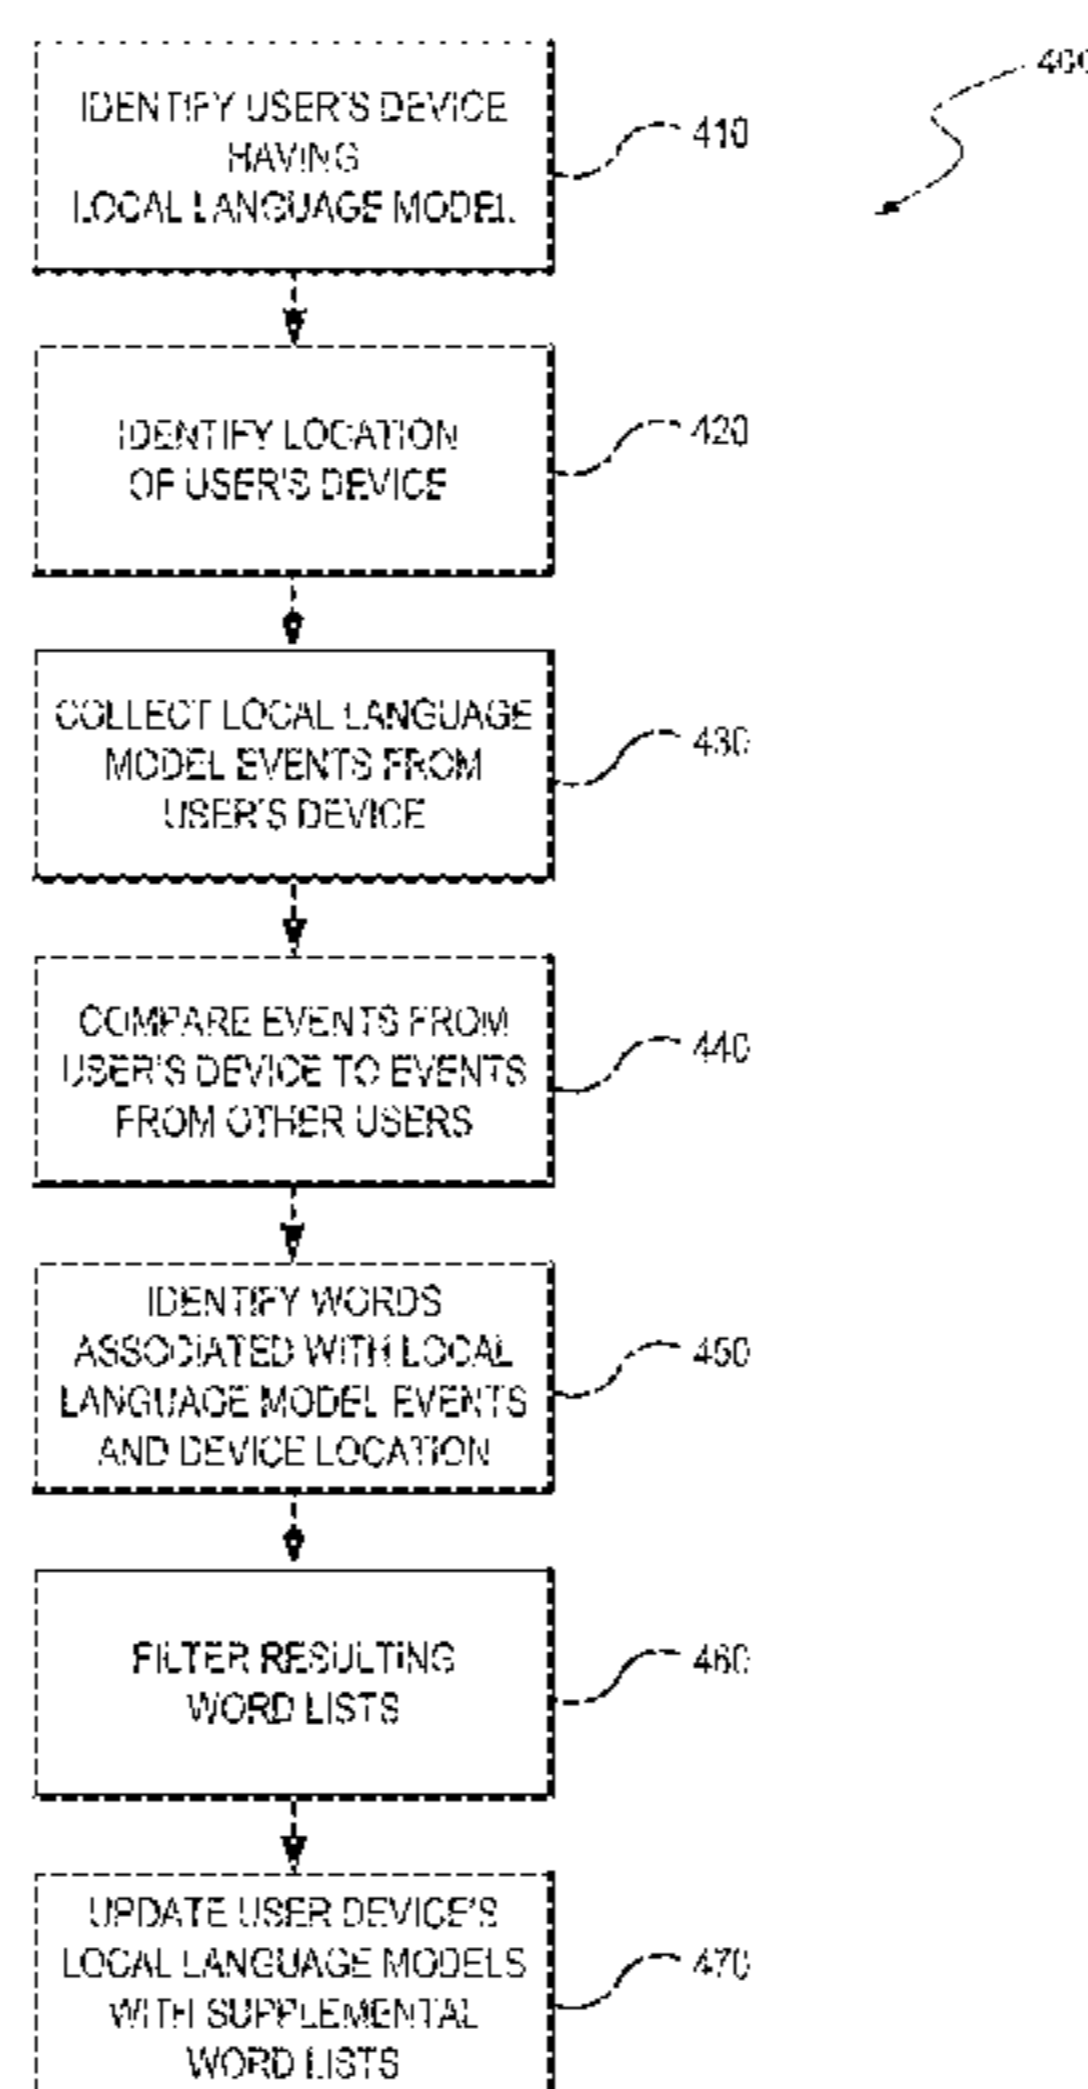 400
IDENTIFY USER'S DEVICE
HAVING
LOCAL LANGUAGE MODEL
410
IDENTIFY LOCATION
OF USER'S DEVICE
420
COLLECT LOCAL LANGUAGE
MODEL EVENTS FROM
USER'S DEVICE
430
COMPARE EVENTS FROM
USER'S DEVICE TO EVENTS
FROM OTHER USERS
440
IDENTIFY WORDS
ASSOCIATED WITH LOCAL
LANGUAGE MODEL EVENTS
AND DEVICE LOCATION
450
FILTER RESULTING
WORD LISTS
460
UPDATE USER DEVICE'S
LOCAL LANGUAGE MODELS
WITH SUPPLEMENTAL
WORD LISTS
470